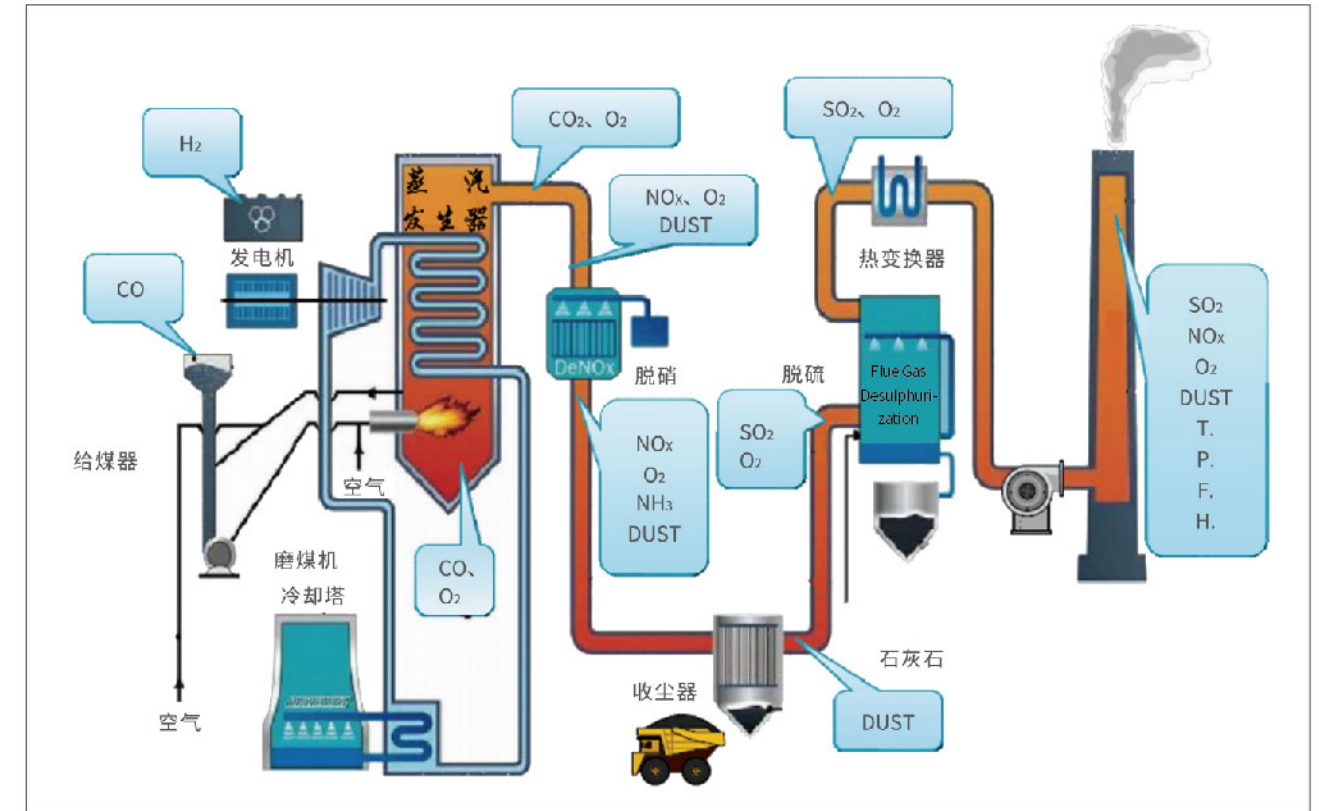 H₂
CO₂、O₂
SO₂、O₂
蒸 汽
发生器
NOx、O₂
DUST
发电机
热变换器
CO
SO₂
NOx
O₂
DUST
T.
P.
F.
H.
DeNOx
脱硝
脱硫
Flue Gas
Desulphuri-
zation
给煤器
空气
NOx
O₂
NH₃
DUST
SO₂
O₂
磨煤机
冷却塔
CO、
O₂
石灰石
收尘器
DUST
空气